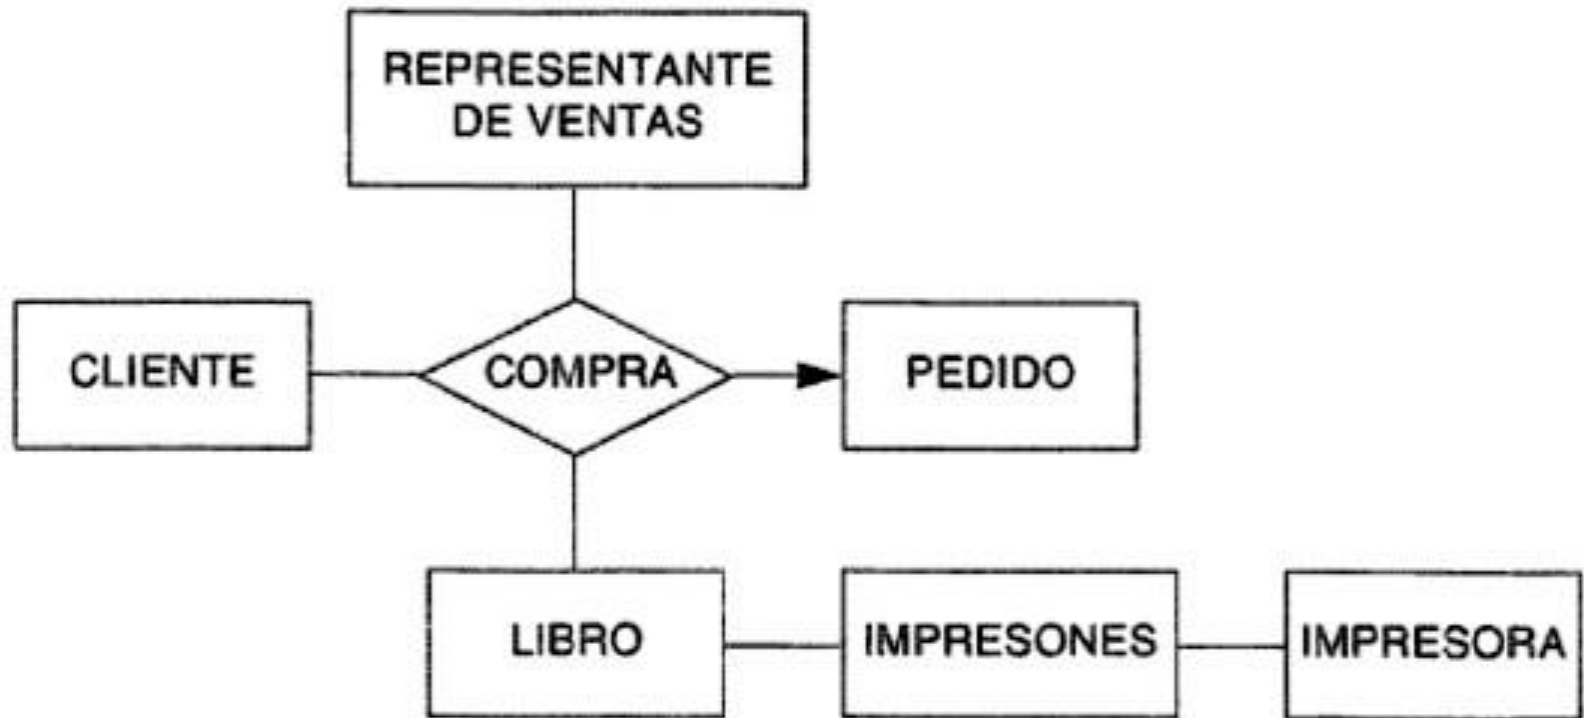 REPRESENTANTE
DE VENTAS
CLIENTE
COMPRA
PEDIDO
LIBRO
IMPRESONES
IMPRESORA